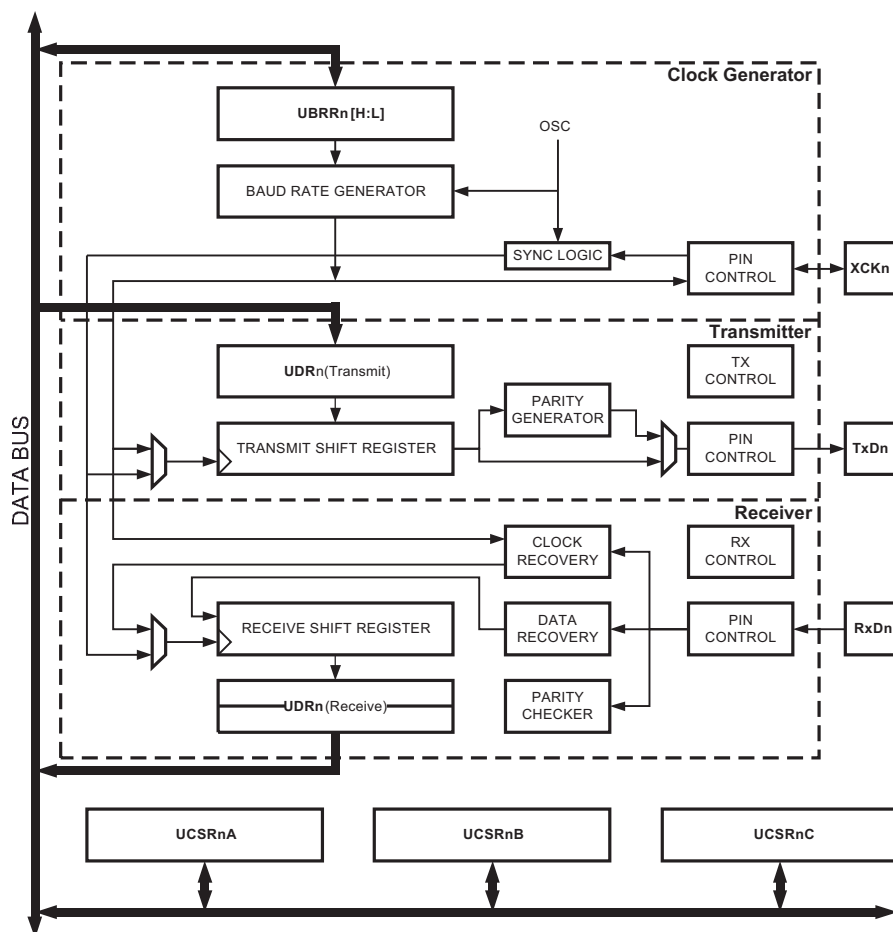 Clock Generator
UBRRn[H:L]
OSC
BAUD RATE GENERATOR
SYNC LOGIC
PIN
CONTROL
XCKn
DATA BUS
Transmitter
UDRn(Transmit)
TX
CONTROL
PARITY
GENERATOR
TRANSMIT SHIFT REGISTER
PIN
CONTROL
TxDn
Receiver
CLOCK
RECOVERY
RX
CONTROL
RECEIVE SHIFT REGISTER
DATA
RECOVERY
PIN
CONTROL
RxDn
UDRn(Receive)
PARITY
CHECKER
UCSRnA
UCSRnB
UCSRnC